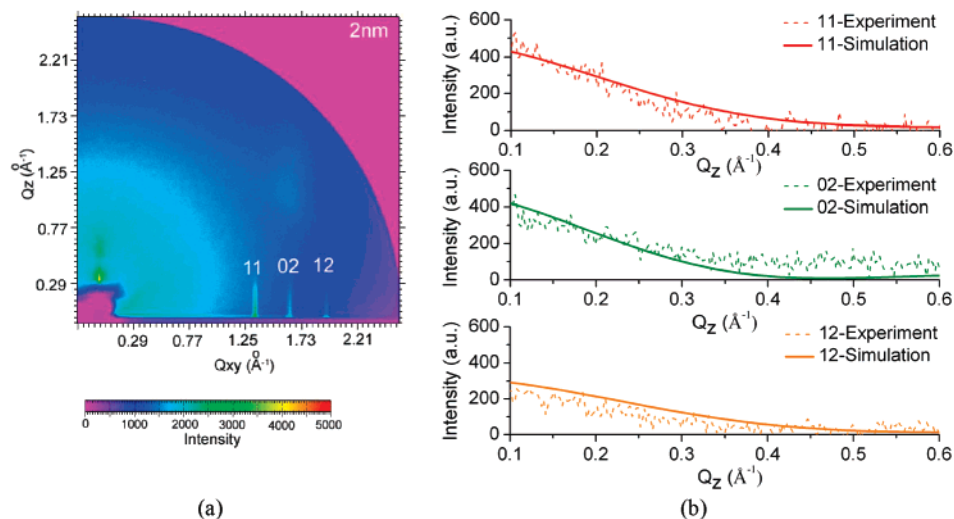 2nm
2.21
1.73
1.25
0.77
0.29
Qz (Å⁻¹)
11 02 12
0.29 0.77 1.25 1.73 2.21
Qxy (Å⁻¹)
0 1000 2000 3000 4000 5000
Intensity
(a)
600
400
200
0
Intensity (a.u.)
11-Experiment
11-Simulation
0.1 0.2 0.3 0.4 0.5 0.6
Qz (Å⁻¹)
600
400
200
0
Intensity (a.u.)
02-Experiment
02-Simulation
0.1 0.2 0.3 0.4 0.5 0.6
Qz (Å⁻¹)
600
400
200
0
Intensity (a.u.)
12-Experiment
12-Simulation
0.1 0.2 0.3 0.4 0.5 0.6
Qz (Å⁻¹)
(b)